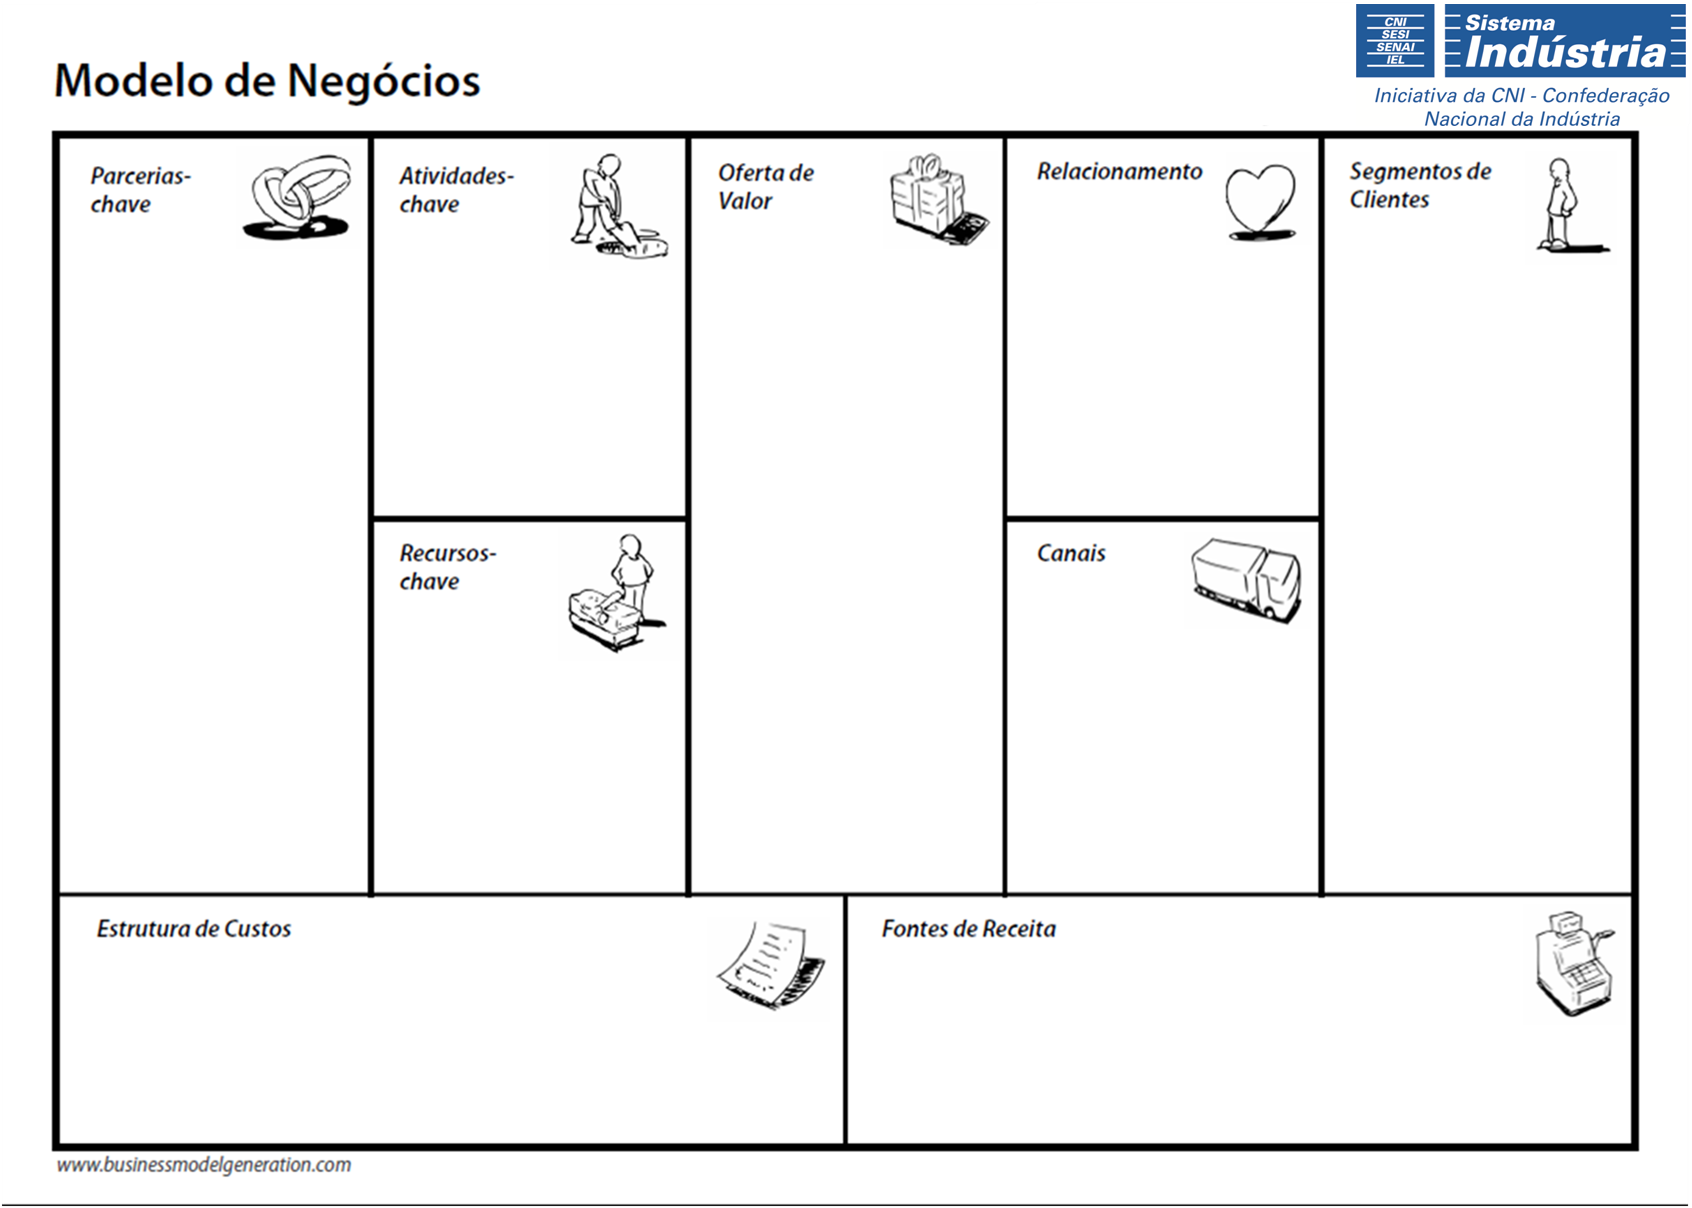 CNI
SESI
SENAI
IEL
Sistema
Indústria
Iniciativa da CNI - Confederação
Nacional da Indústria
Modelo de Negócios
Parcerias-
chave
Atividades-
chave
Oferta de
Valor
Relacionamento
Segmentos de
Clientes
Recursos-
chave
Canais
Estrutura de Custos
Fontes de Receita
www.businessmodelgeneration.com